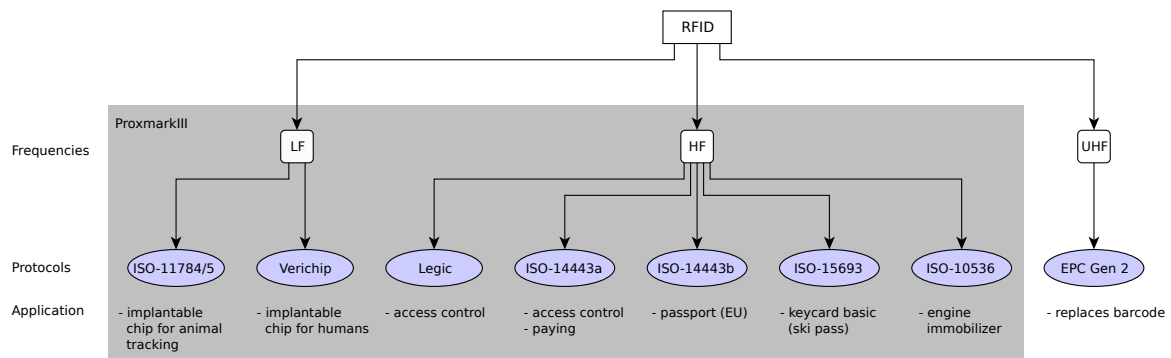 RFID
ProxmarkIII
Frequencies
LF
HF
UHF
Protocols
ISO-11784/5
Verichip
Legic
ISO-14443a
ISO-14443b
ISO-15693
ISO-10536
EPC Gen 2
Application
- implantable
chip for animal
tracking
- implantable
chip for humans
- access control
- access control
- paying
- passport (EU)
- keycard basic
(ski pass)
- engine
immobilizer
- replaces barcode